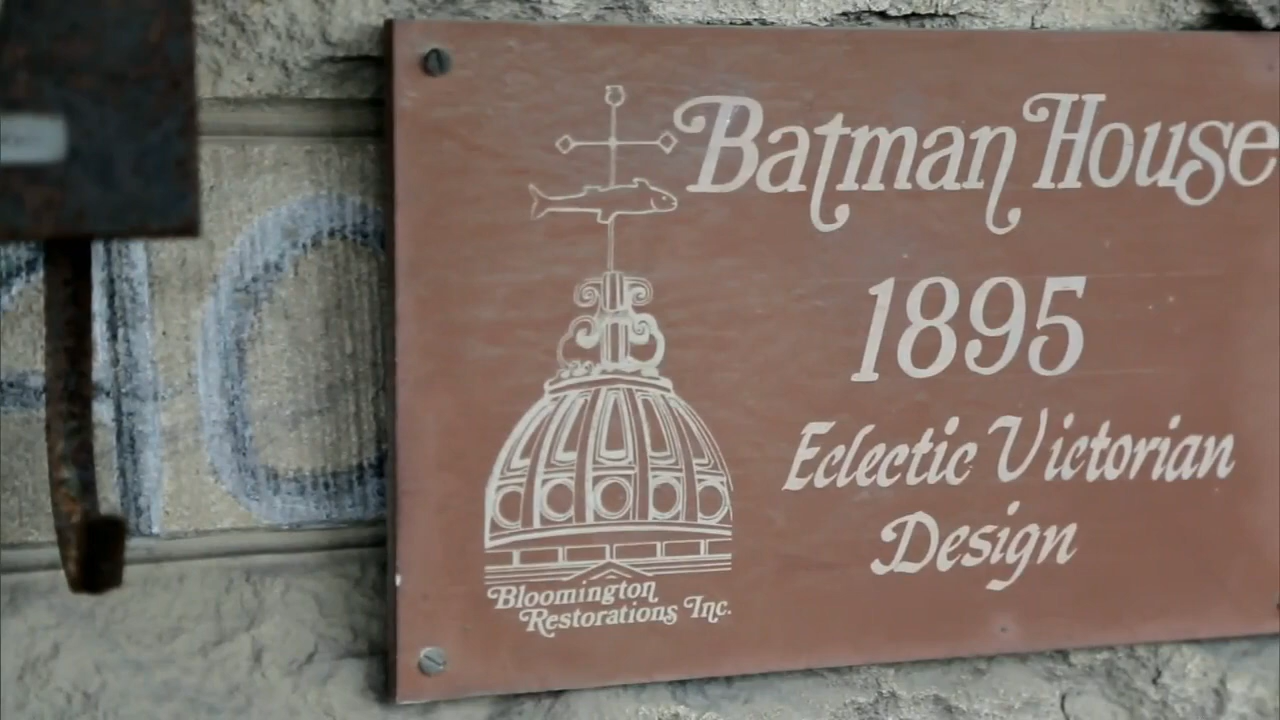 Batman House
1895
Eclectic Victorian
Design
Bloomington
Restorations Inc.